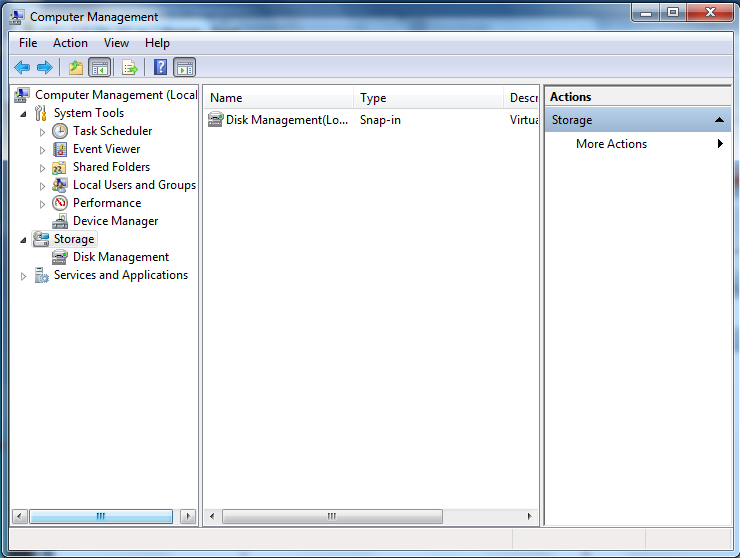 Computer Management
File Action View Help
Computer Management (Local
System Tools
Task Scheduler
Event Viewer
Shared Folders
Local Users and Groups
Performance
Device Manager
Storage
Disk Management
Services and Applications
Name Type Descr
Disk Management(Lo... Snap-in Virtua
Actions
Storage
More Actions